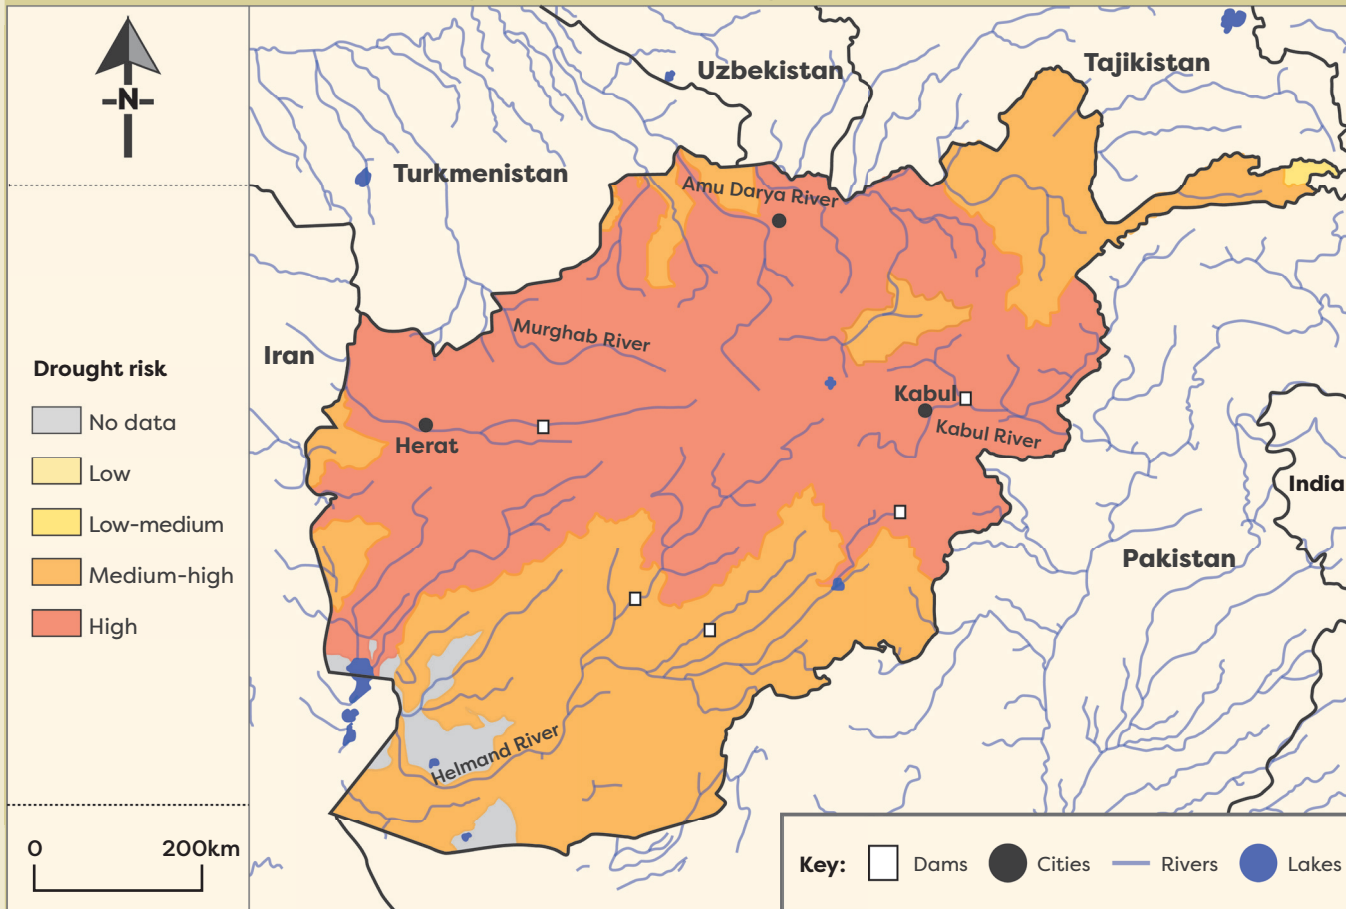 N
Drought risk
No data
Low
Low-medium
Medium-high
High
0 200km
Uzbekistan
Tajikistan
Turkmenistan
Amu Darya River
Iran
Murghab River
Herat
Kabul
Kabul River
India
Pakistan
Helmand River
Key: Dams Cities Rivers Lakes